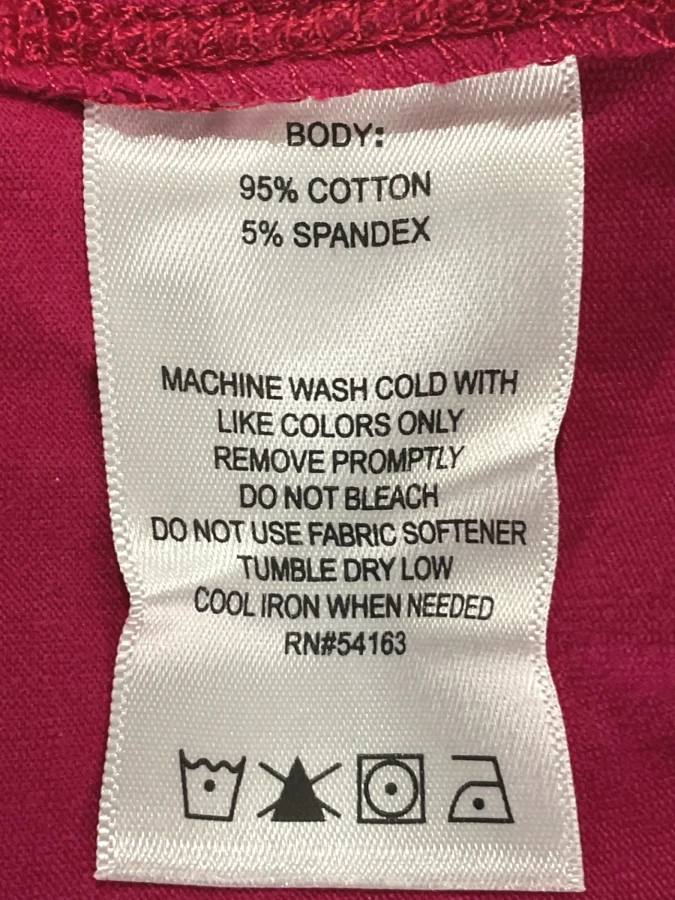 BODY:
95% COTTON
5% SPANDEX
MACHINE WASH COLD WITH
LIKE COLORS ONLY
REMOVE PROMPTLY
DO NOT BLEACH
DO NOT USE FABRIC SOFTENER
TUMBLE DRY LOW
COOL IRON WHEN NEEDED
RN#54163